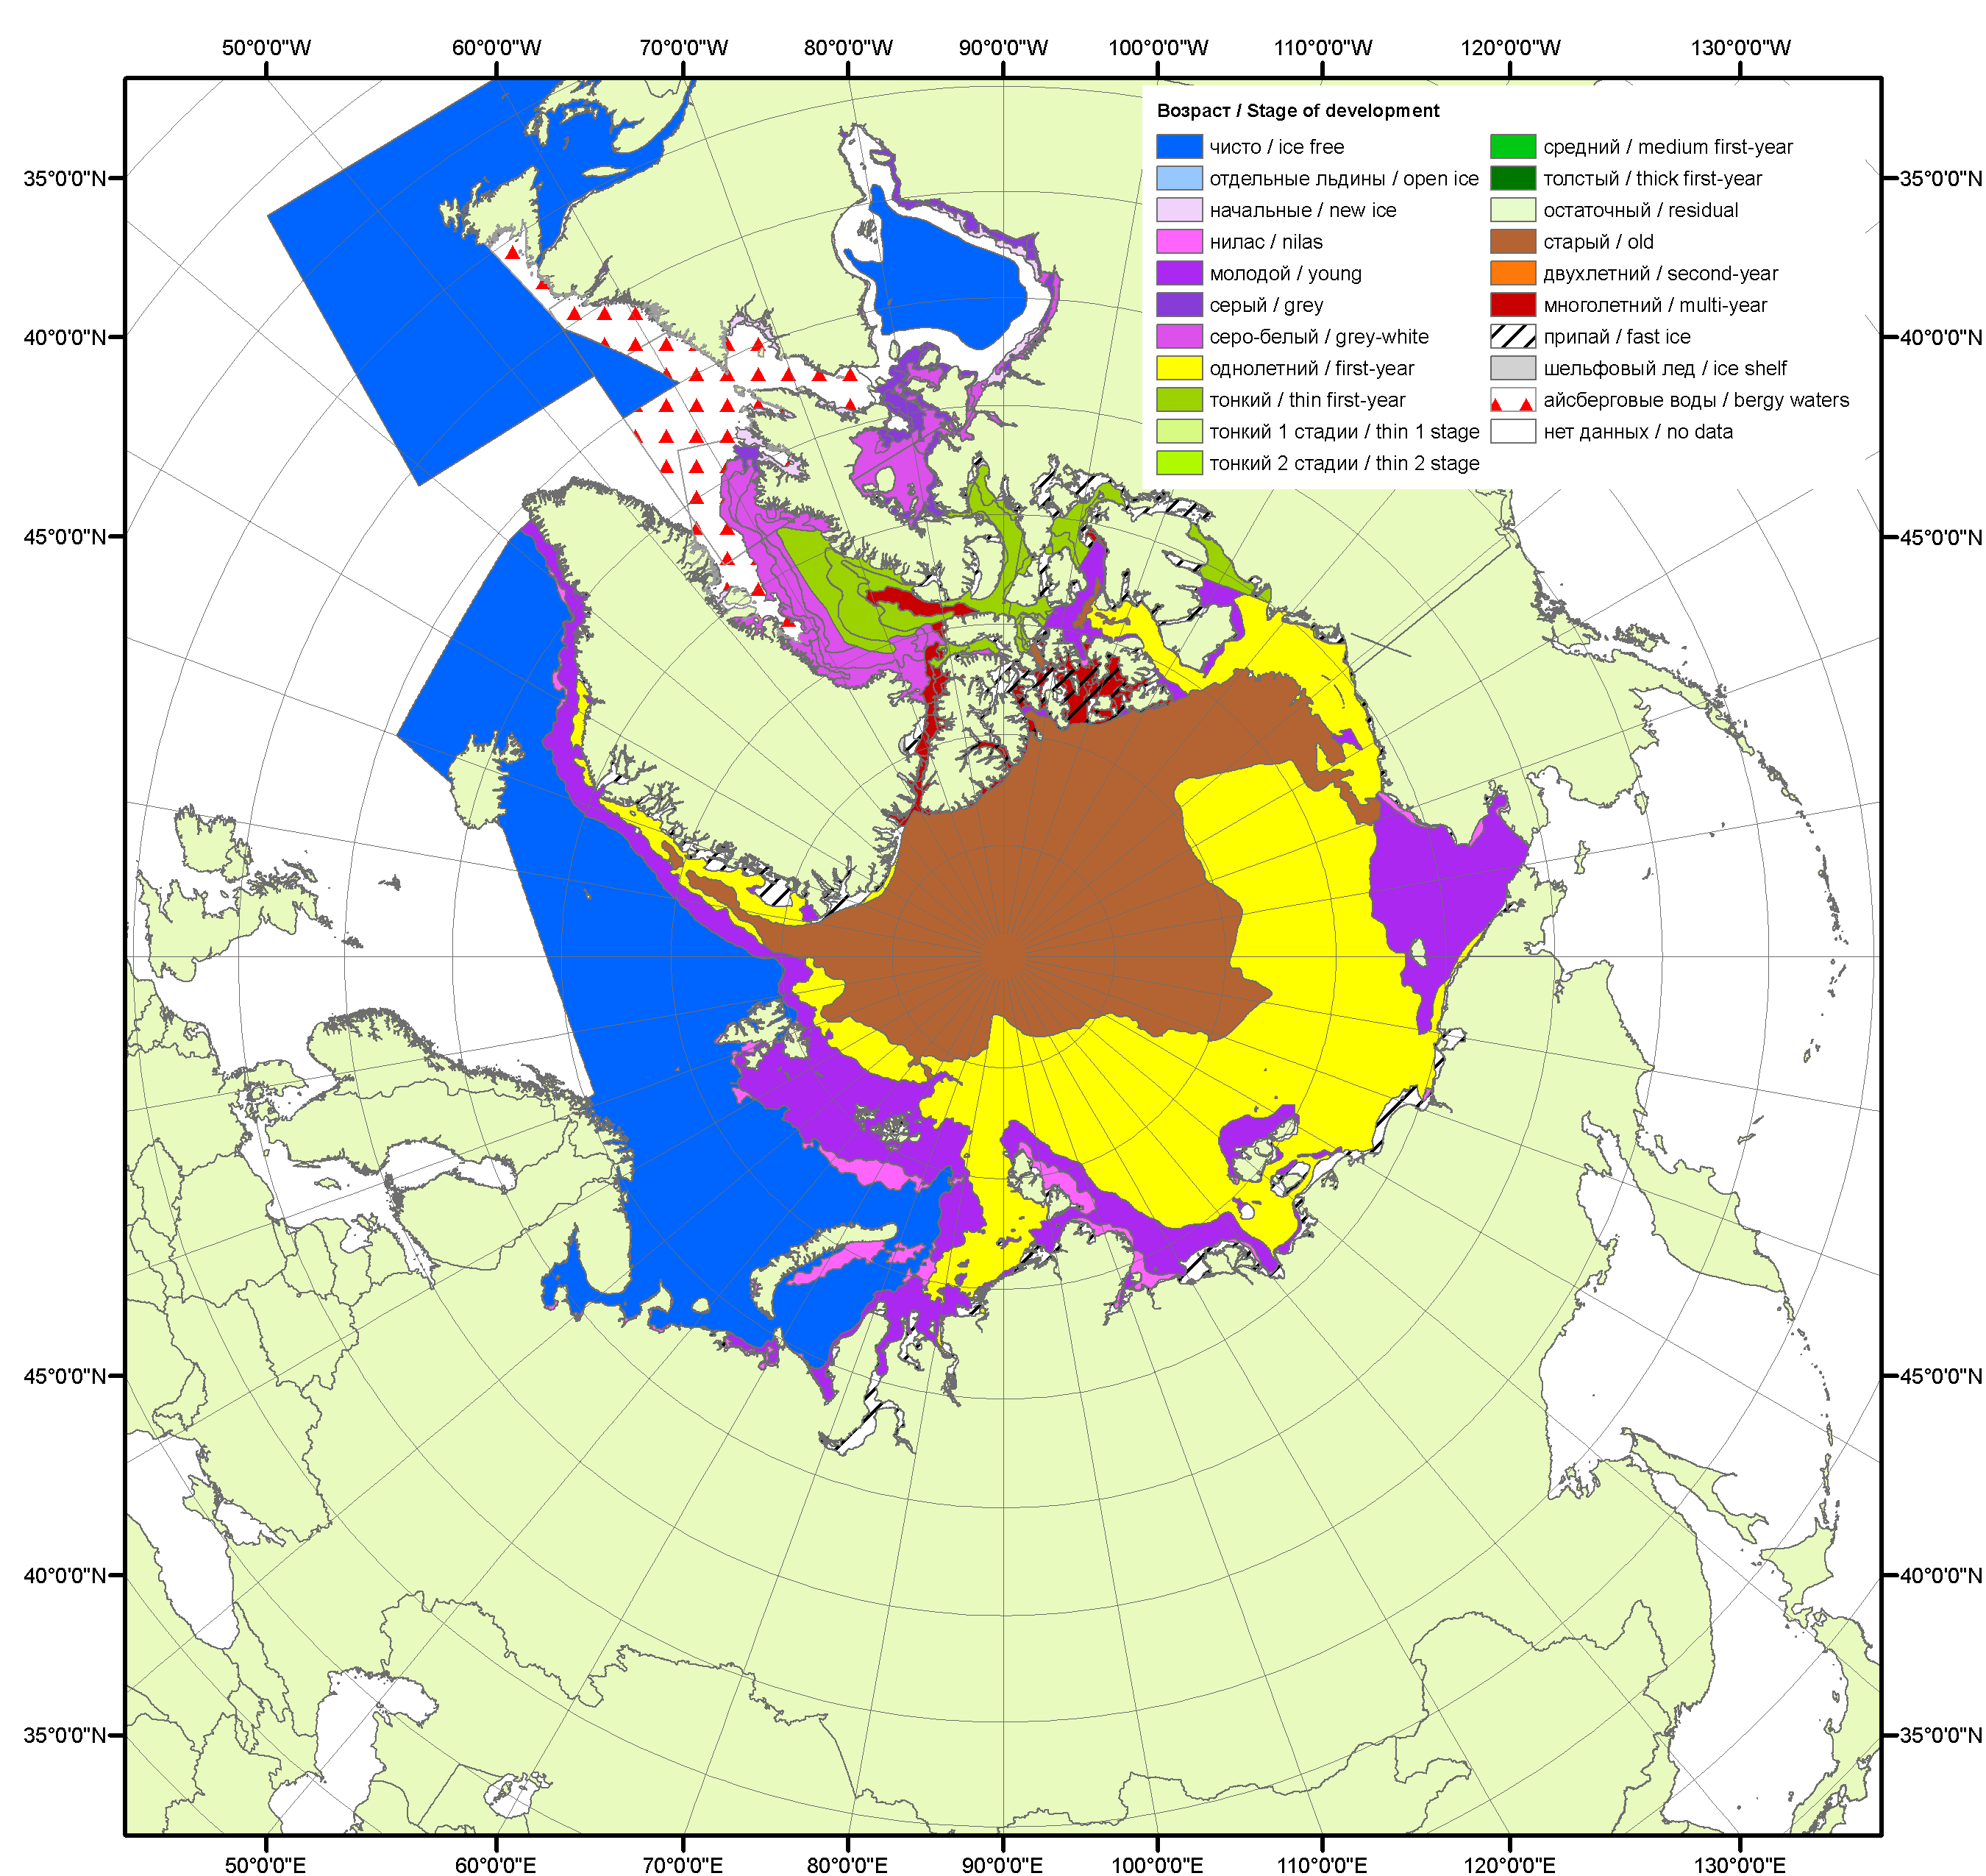 50°0'0"W 60°0'0"W 70°0'0"W 80°0'0"W 90°0'0"W 100°0'0"W 110°0'0"W 120°0'0"W 130°0'0"W
Возраст / Stage of development
чисто / ice free
отдельные льдины / open ice
начальные / new ice
нилас / nilas
молодой / young
серый / grey
серо-белый / grey-white
однолетний / first-year
тонкий / thin first-year
тонкий 1 стадии / thin 1 stage
тонкий 2 стадии / thin 2 stage
средний / medium first-year
толстый / thick first-year
остаточный / residual
старый / old
двухлетний / second-year
многолетний / multi-year
припай / fast ice
шельфовый лед / ice shelf
айсберговые воды / bergy waters
нет данных / no data
35°0'0"N 35°0'0"N
40°0'0"N 40°0'0"N
45°0'0"N 45°0'0"N
45°0'0"N 45°0'0"N
40°0'0"N 40°0'0"N
35°0'0"N 35°0'0"N
50°0'0"E 60°0'0"E 70°0'0"E 80°0'0"E 90°0'0"E 100°0'0"E 110°0'0"E 120°0'0"E 130°0'0"E